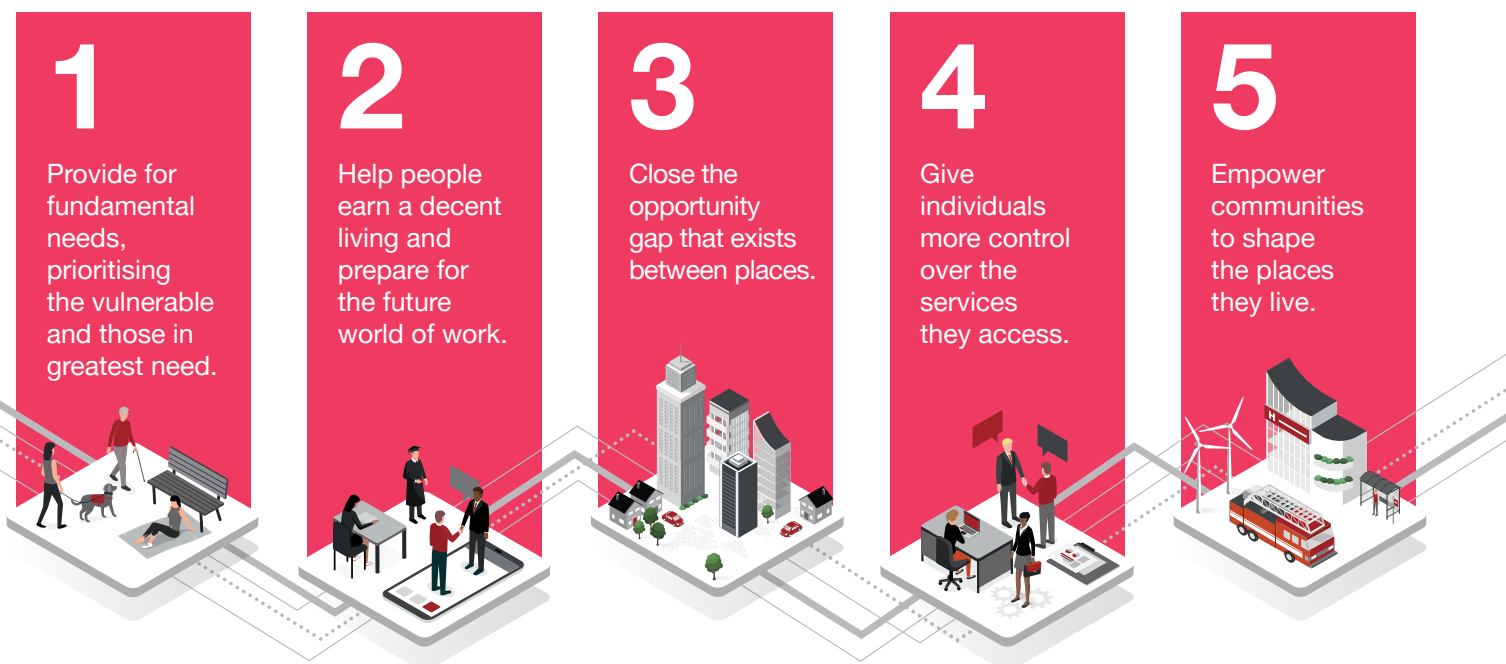 1
Provide for
fundamental
needs,
prioritising
the vulnerable
and those in
greatest need.
2
Help people
earn a decent
living and
prepare for
the future
world of work.
3
Close the
opportunity
gap that exists
between places.
4
Give
individuals
more control
over the
services
they access.
5
Empower
communities
to shape
the places
they live.
H